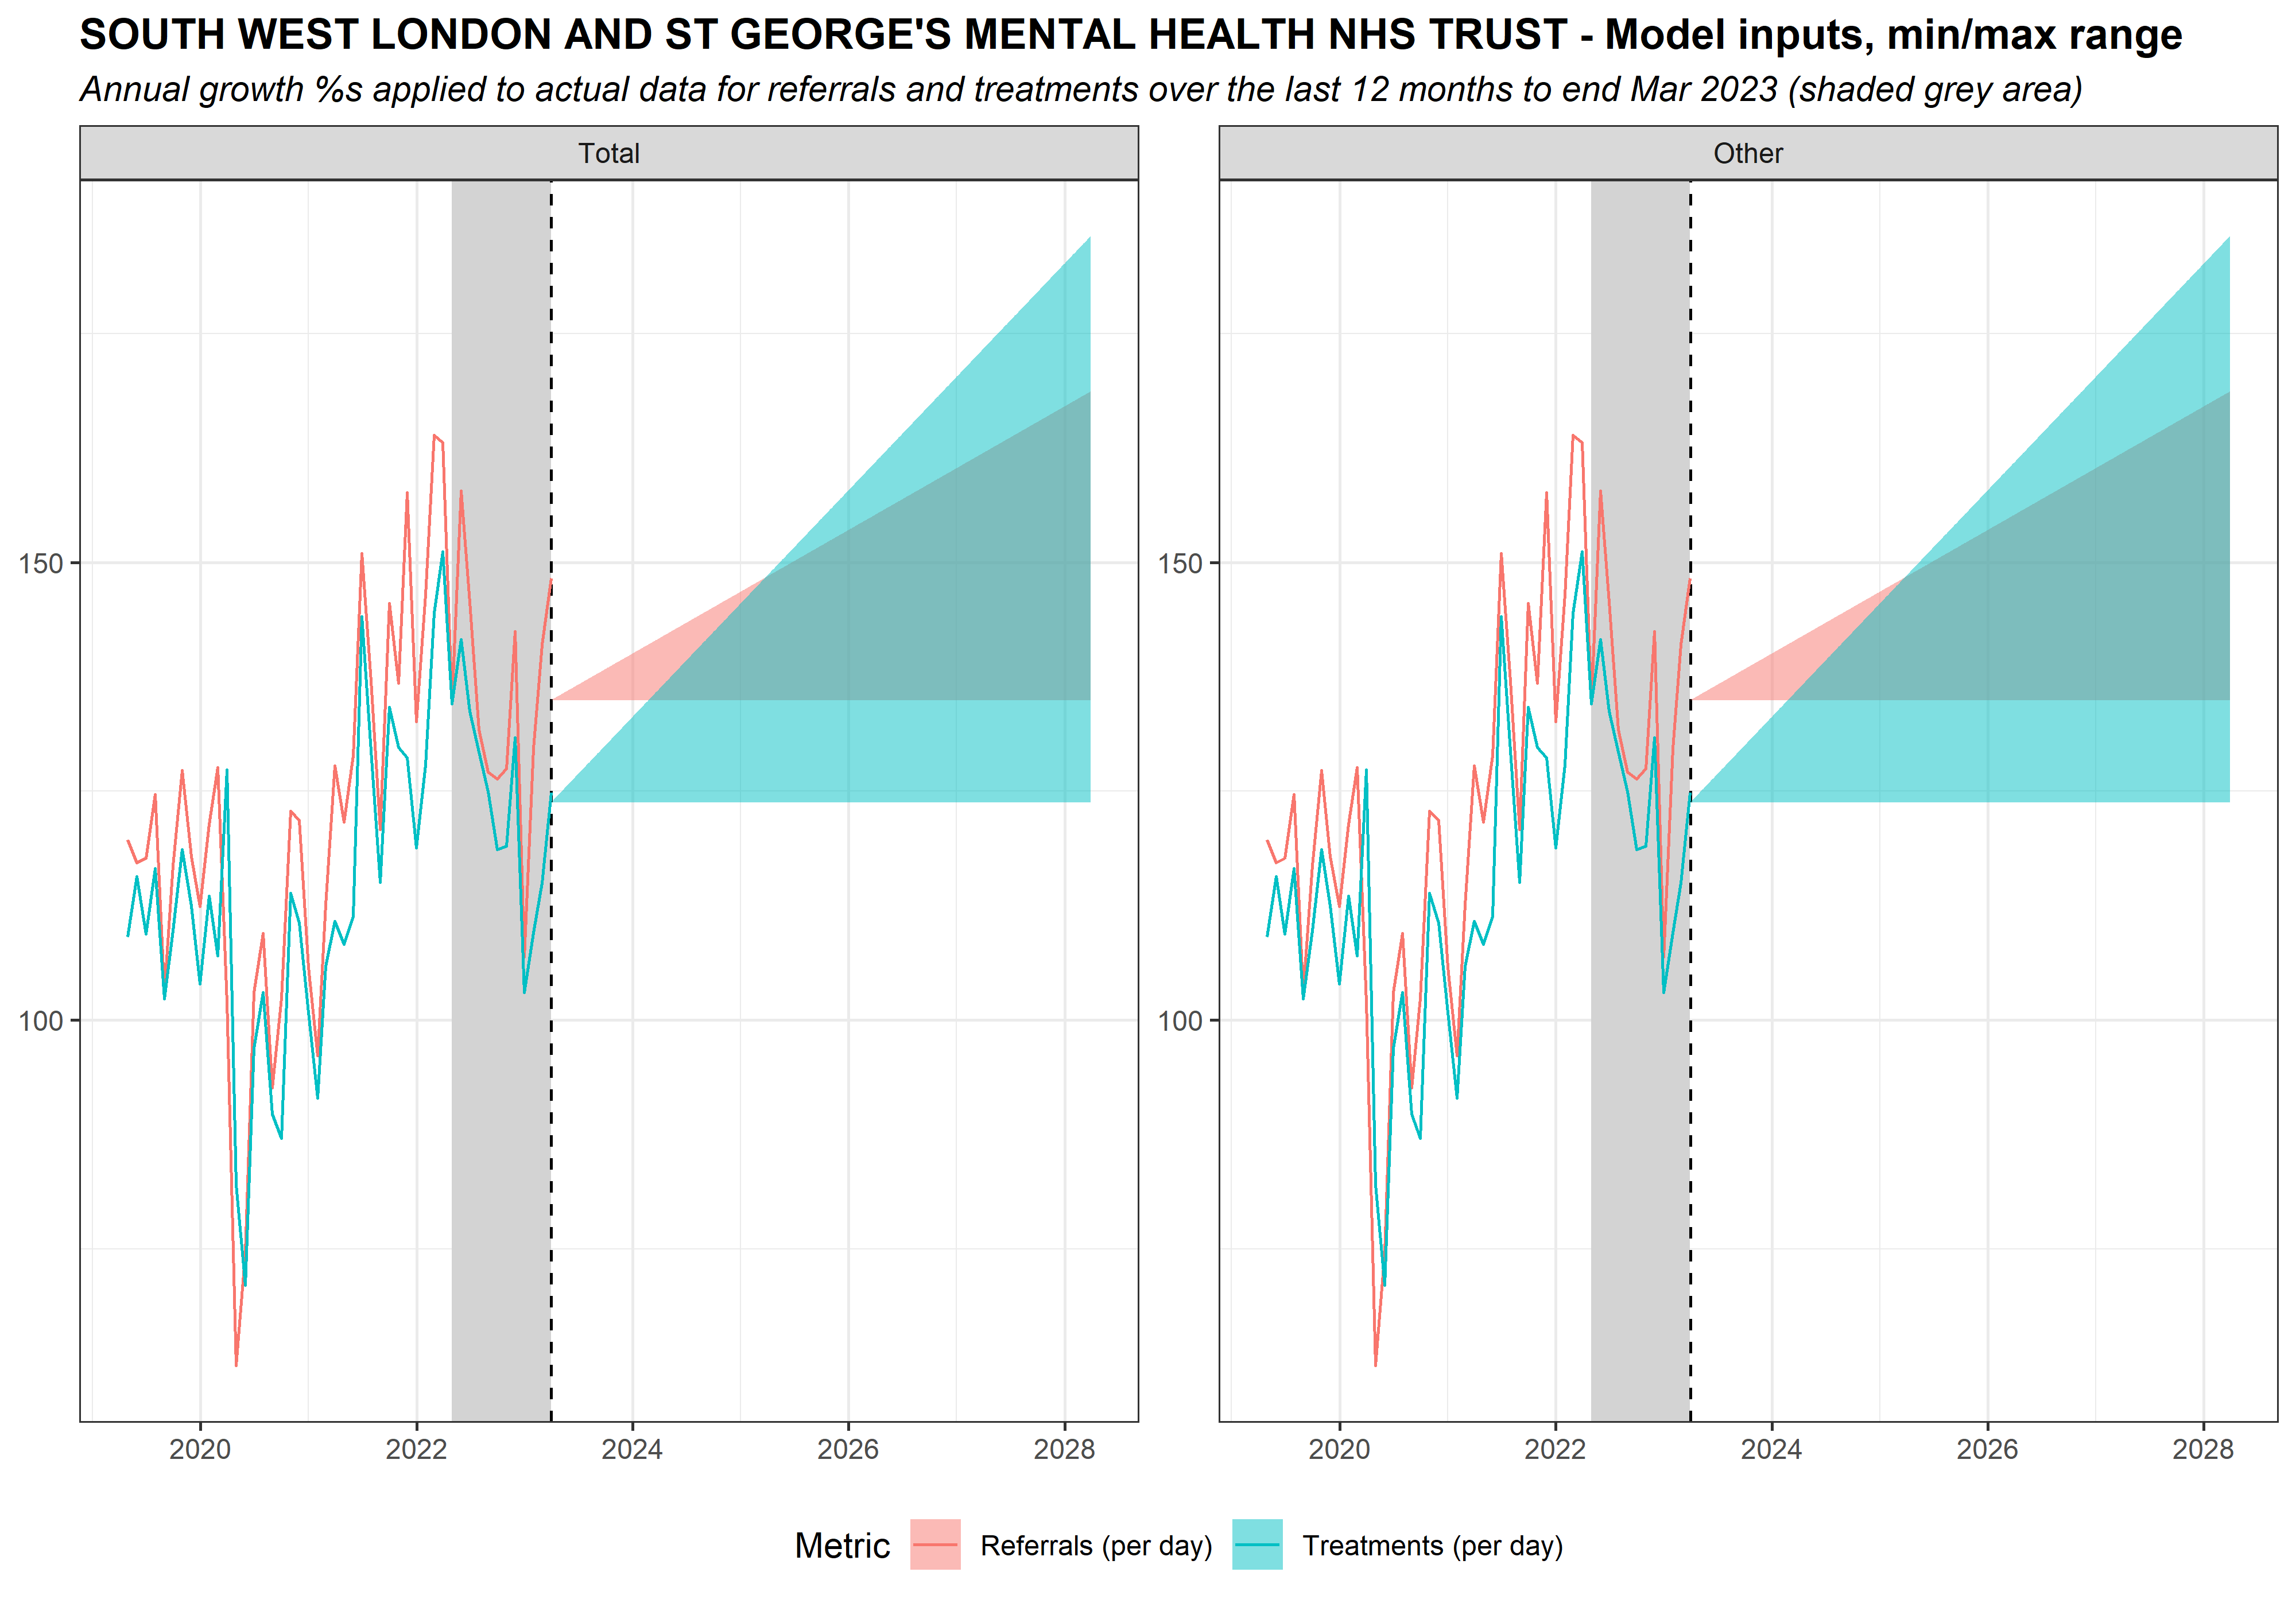 SOUTH WEST LONDON AND ST GEORGE'S MENTAL HEALTH NHS TRUST - Model inputs, min/max range
Annual growth %s applied to actual data for referrals and treatments over the last 12 months to end Mar 2023 (shaded grey area)
Total
Other
150
100
150
100
2020 2022 2024 2026 2028
2020 2022 2024 2026 2028
Metric Referrals (per day) Treatments (per day)